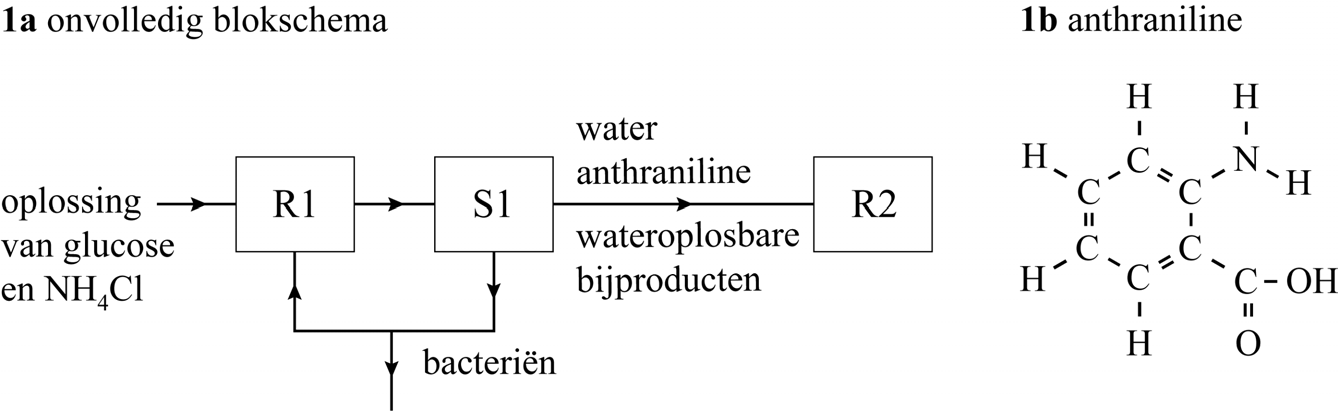 1a onvolledig blokschema
oplossing
van glucose
en NH₄Cl
R1
S1
water
anthraniline
wateroplosbare
bijproducten
R2
bacteriën
1b anthraniline
H H
H C N H
C C
C C
H C C – OH
H O